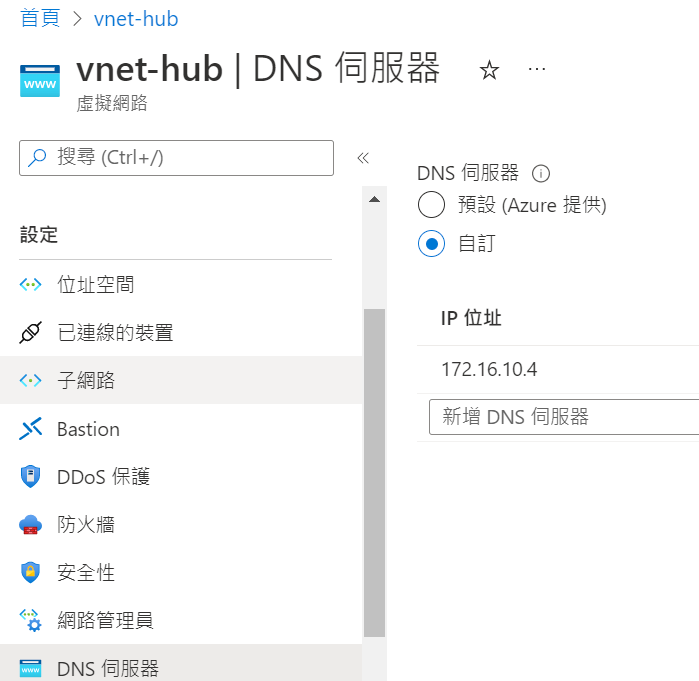 首頁 > vnet-hub
vnet-hub | DNS 伺服器
虛擬網路
搜尋 (Ctrl+/)
設定
位址空間
已連線的裝置
子網路
Bastion
DDoS 保護
防火牆
安全性
網路管理員
DNS 伺服器
DNS 伺服器
預設 (Azure 提供)
自訂
IP 位址
172.16.10.4
新增 DNS 伺服器